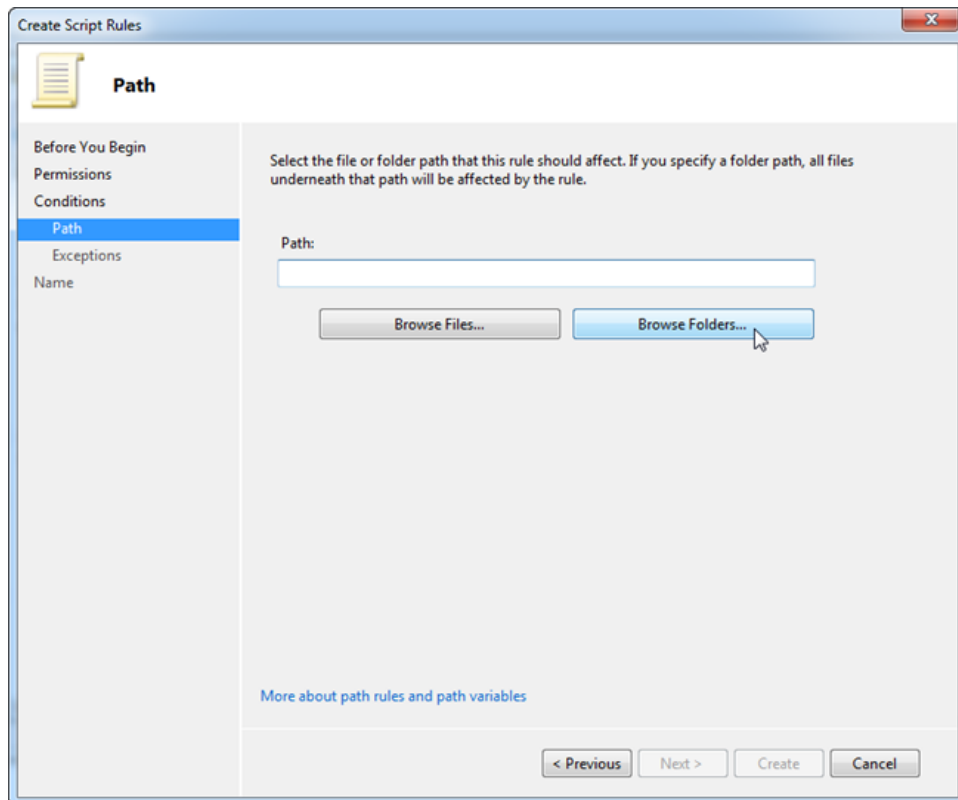 Create Script Rules
Path
Before You Begin
Permissions
Conditions
Path
Exceptions
Name
Select the file or folder path that this rule should affect. If you specify a folder path, all files
underneath that path will be affected by the rule.
Path:
Browse Files...
Browse Folders...
More about path rules and path variables
< Previous
Next >
Create
Cancel